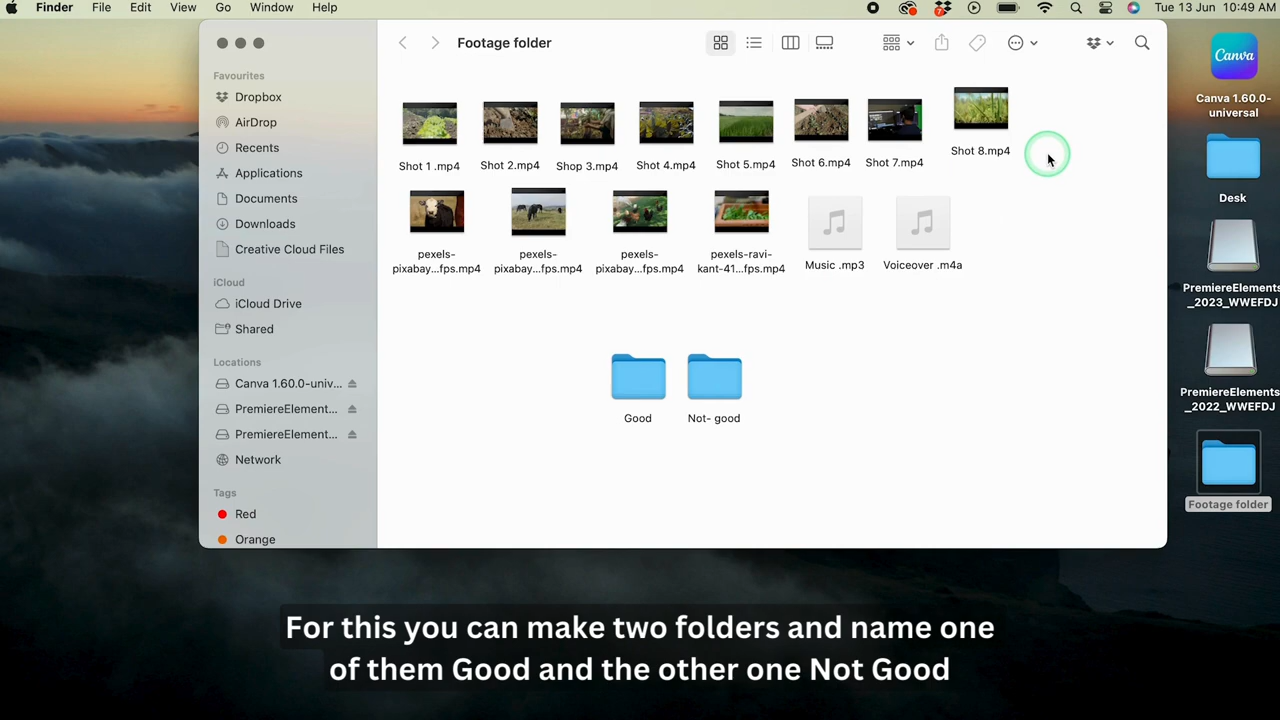 Finder File Edit View Go Window Help
7
Tue 13 Jun 10:49 AM
Footage folder
Favourites
Dropbox
AirDrop
Recents
Applications
Documents
Downloads
Creative Cloud Files
iCloud
iCloud Drive
Shared
Locations
Canva 1.60.0-univ...
PremiereElement...
PremiereElement...
Network
Tags
Red
Orange
Shot 1 .mp4
Shot 2.mp4
Shop 3.mp4
Shot 4.mp4
Shot 5.mp4
Shot 6.mp4
Shot 7.mp4
Shot 8.mp4
pexels-
pixabay...fps.mp4
pexels-
pixabay...fps.mp4
pexels-
pixabay...fps.mp4
pexels-ravi-
kant-41...fps.mp4
Music .mp3
Voiceover .m4a
Good
Not- good
Canva
Canva 1.60.0-
universal
Desk
PremiereElements
_2023_WWEFDJ
PremiereElements
_2022_WWEFDJ
Footage folder
For this you can make two folders and name one
of them Good and the other one Not Good